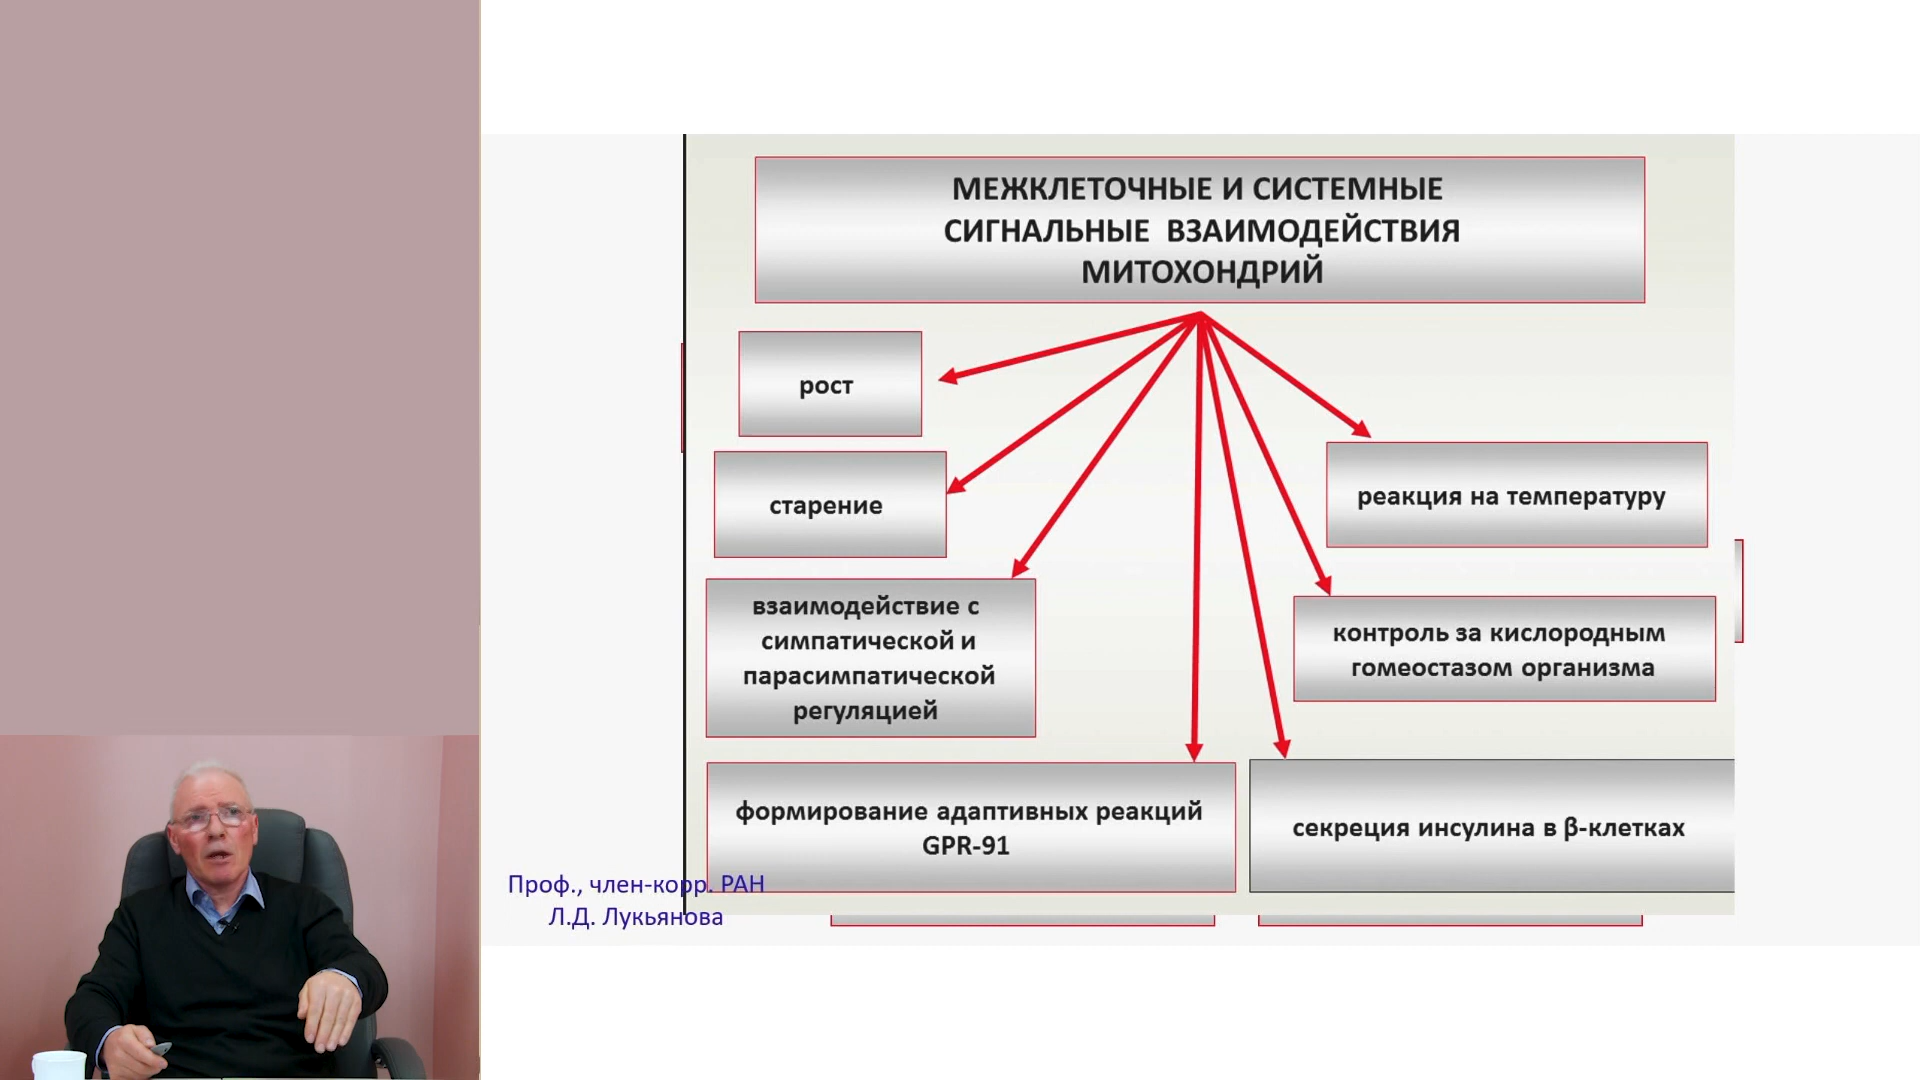 МЕЖКЛЕТОЧНЫЕ И СИСТЕМНЫЕ
СИГНАЛЬНЫЕ ВЗАИМОДЕЙСТВИЯ
МИТОХОНДРИЙ
рост
старение
взаимодействие с
симпатической и
парасимпатической
регуляцией
формирование адаптивных реакций
GPR-91
реакция на температуру
контроль за кислородным
гомеостазом организма
секреция инсулина в β-клетках
Проф., член-корр. РАН
Л.Д. Лукьянова